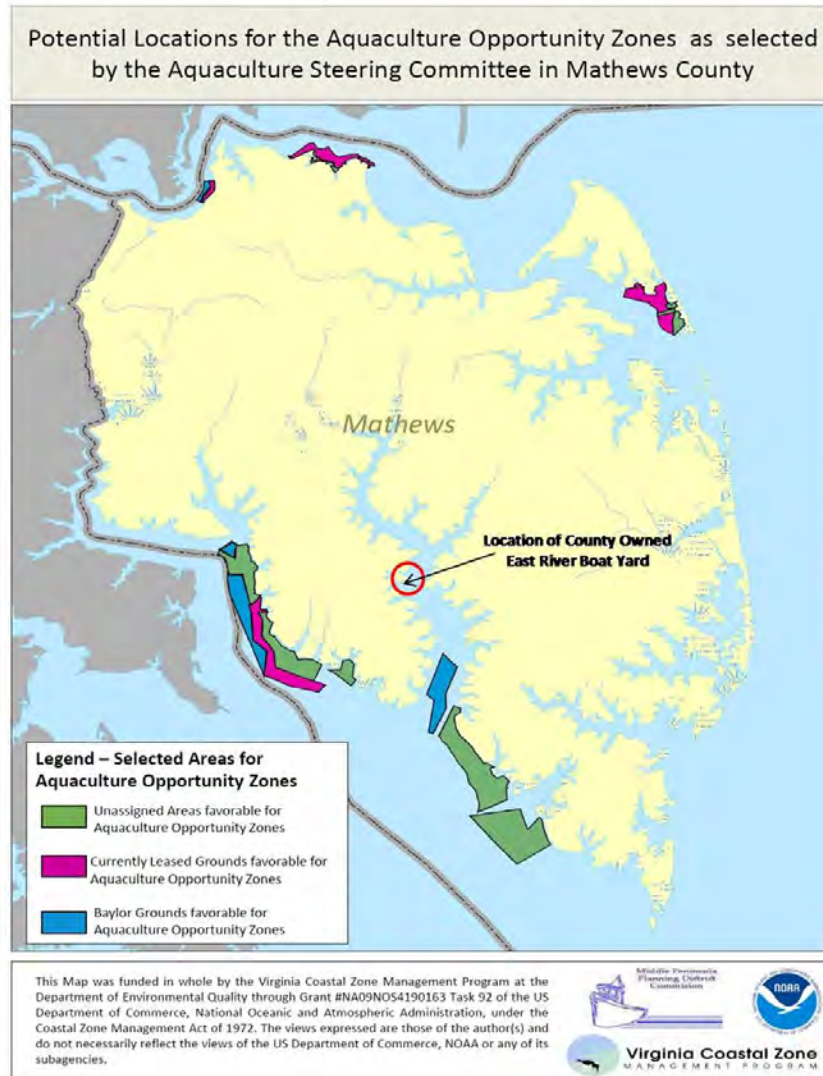 Potential Locations for the Aquaculture Opportunity Zones as selected
by the Aquaculture Steering Committee in Mathews County
Mathews
Location of County Owned
East River Boat Yard
Legend – Selected Areas for
Aquaculture Opportunity Zones
Unassigned Areas favorable for
Aquaculture Opportunity Zones
Currently Leased Grounds favorable for
Aquaculture Opportunity Zones
Baylor Grounds favorable for
Aquaculture Opportunity Zones
This Map was funded in whole by the Virginia Coastal Zone Management Program at the
Department of Environmental Quality through Grant #NA09NOS4190163 Task 92 of the US
Department of Commerce, National Oceanic and Atmospheric Administration, under the
Coastal Zone Management Act of 1972. The views expressed are those of the author(s) and
do not necessarily reflect the views of the US Department of Commerce, NOAA or any of its
subagencies.
Middle Peninsula
Planning District
Commission
NOAA
Virginia Coastal Zone
MANAGEMENT PROGRAM